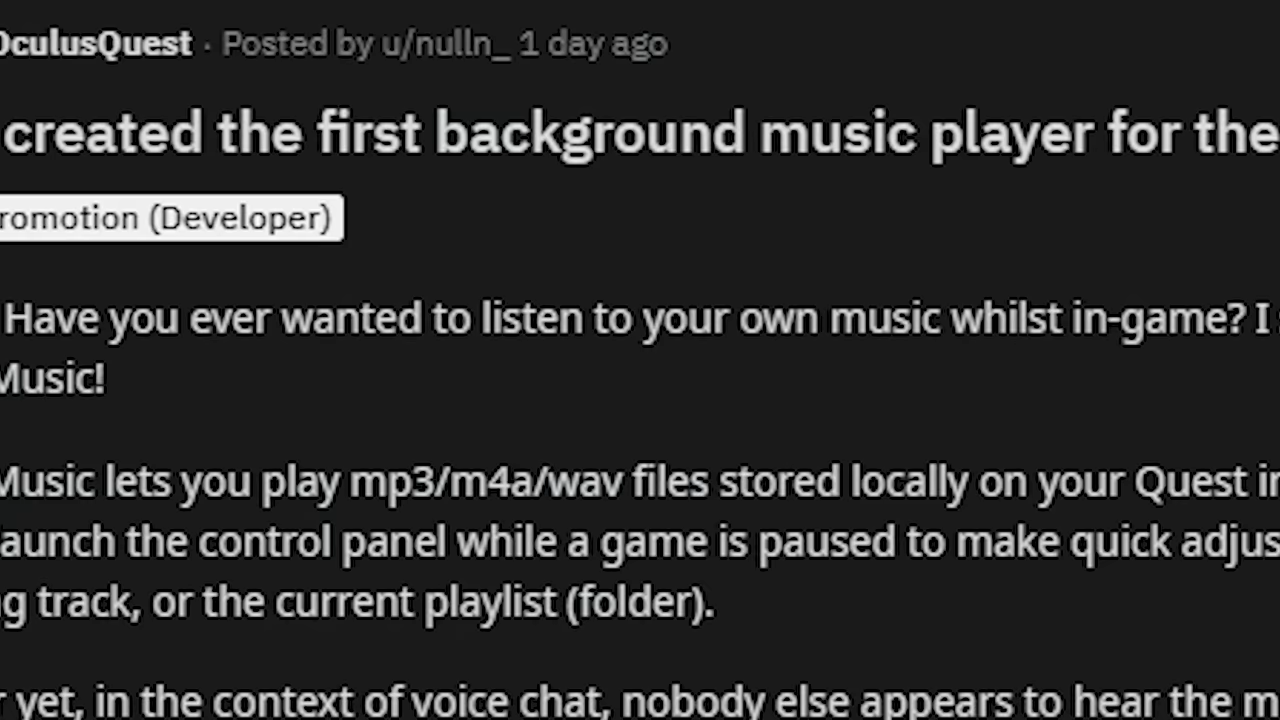 OculusQuest · Posted by u/nulln_ 1 day ago
created the first background music player for the
romotion (Developer)
Have you ever wanted to listen to your own music whilst in-game? I
Music!
Music lets you play mp3/m4a/wav files stored locally on your Quest in
launch the control panel while a game is paused to make quick adjus
ng track, or the current playlist (folder).
r yet, in the context of voice chat, nobody else appears to hear the m